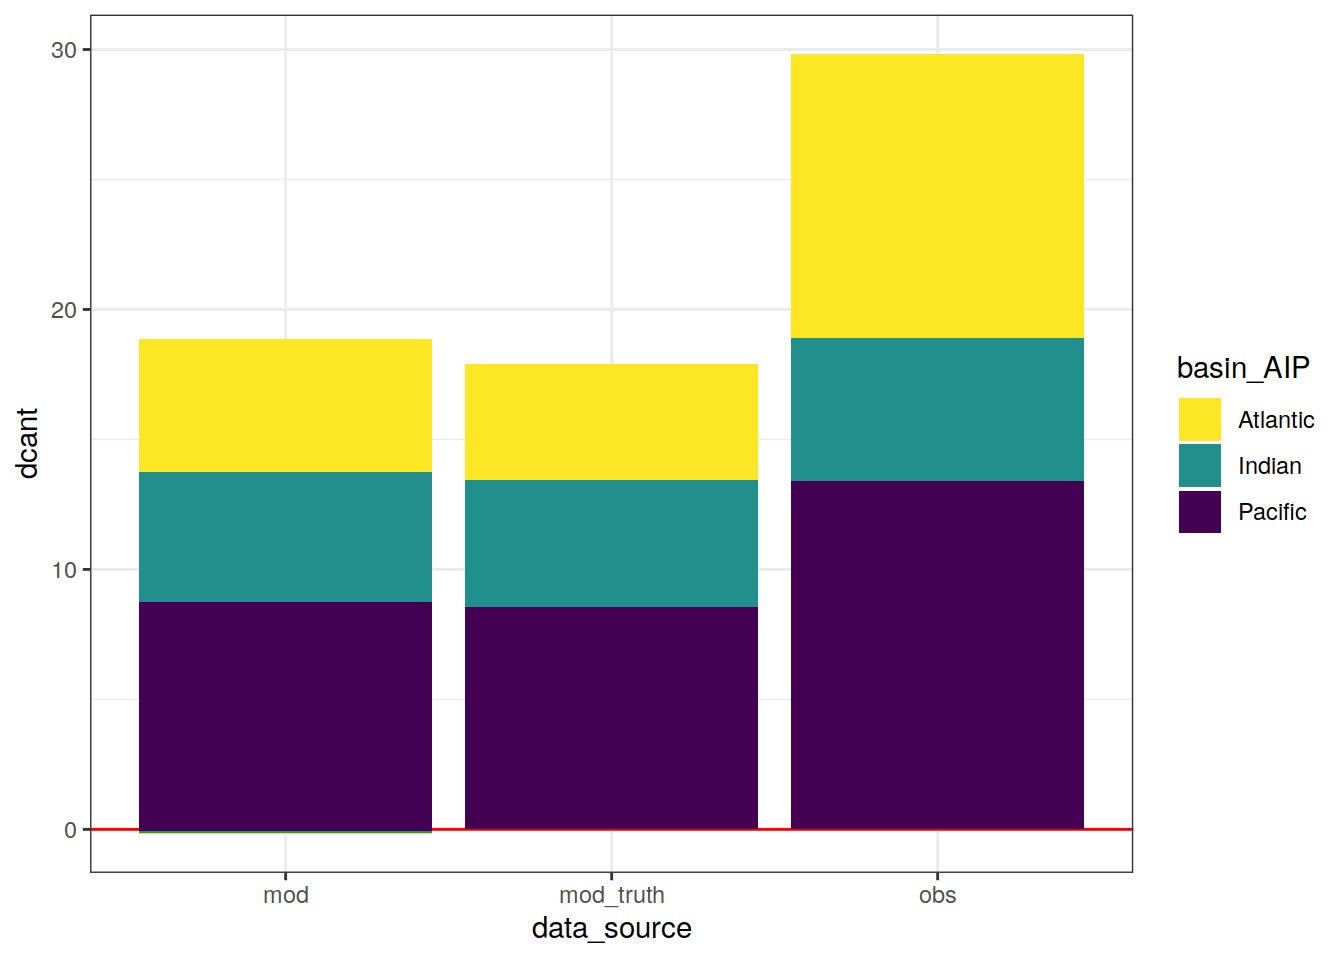 30
20
10
0
dcant
mod
mod_truth
obs
data_source
basin_AIP
Atlantic
Indian
Pacific